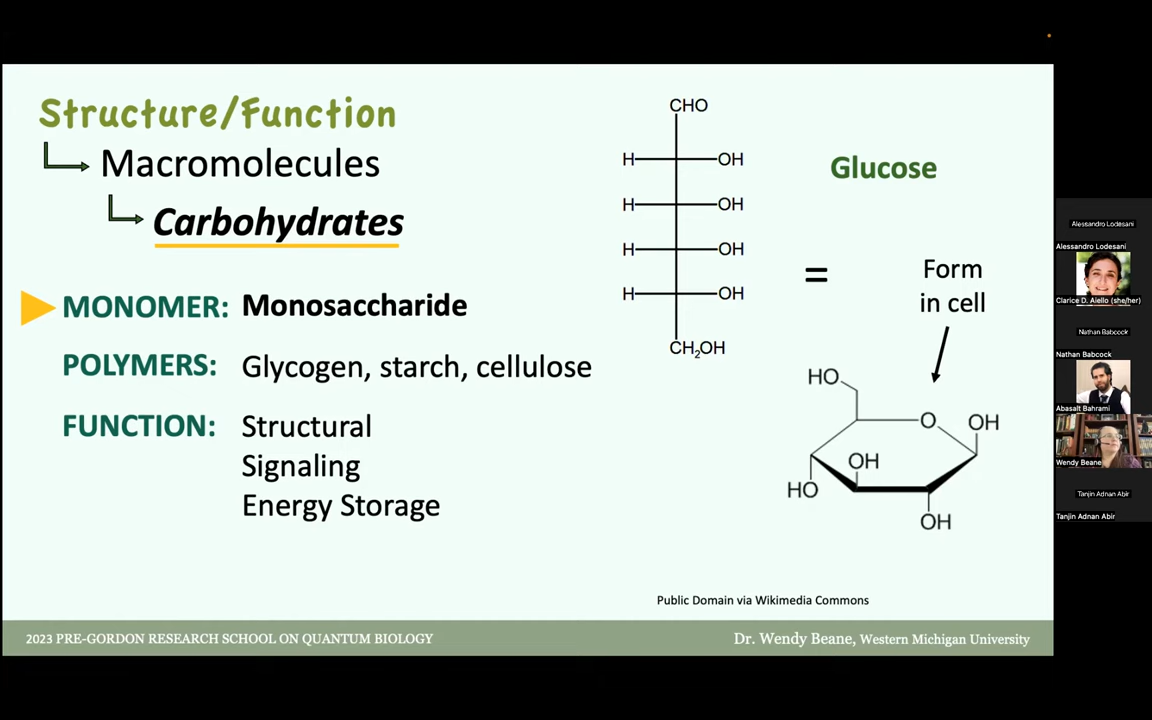 Structure/Function
Macromolecules
Carbohydrates
MONOMER: Monosaccharide
POLYMERS: Glycogen, starch, cellulose
FUNCTION: Structural
Signaling
Energy Storage
CHO
H OH
H OH
H OH
H OH
CH2OH
Glucose
=
Form
in cell
HO
O OH
OH
HO
OH
Public Domain via Wikimedia Commons
2023 PRE-GORDON RESEARCH SCHOOL ON QUANTUM BIOLOGY
Dr. Wendy Beane, Western Michigan University
Alessandro Lodesani
Alessandro Lodesani
Clarice D. Aiello (she/her)
Nathan Babcock
Nathan Babcock
Abasalt Bahrami
Wendy Beane
Tanjin Adnan Abir
Tanjin Adnan Abir